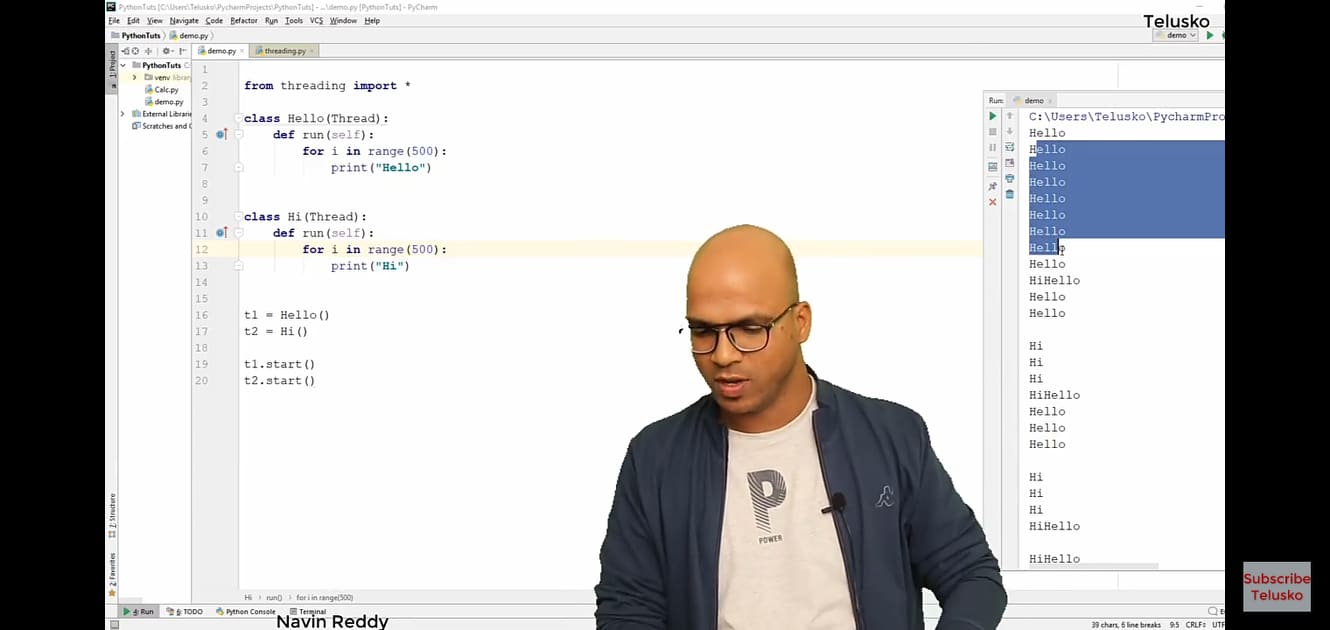 PythonTuts [C:\Users\Telusko\PycharmProjects\PythonTuts] - ...\demo.py [PythonTuts] - PyCharm
File Edit View Navigate Code Refactor Run Tools VCS Window Help
Telusko
PythonTuts demo.py
demo
1: Project
demo.py
threading.py
PythonTuts
venv library
Calc.py
demo.py
External Librarie
Scratches and C
1
2 from threading import *
3
4 class Hello(Thread):
5 def run(self):
6 for i in range(500):
7 print("Hello")
8
9
10 class Hi(Thread):
11 def run(self):
12 for i in range(500):
13 print("Hi")
14
15
16 t1 = Hello()
17 t2 = Hi()
18
19 t1.start()
20 t2.start()
Run: demo
C:\Users\Telusko\PycharmPro
Hello
Hello
Hello
Hello
Hello
Hello
Hello
Hello
Hello
HiHello
Hello
Hello
Hi
Hi
Hi
HiHello
Hello
Hello
Hello
Hi
Hi
Hi
HiHello
HiHello
P
POWER
7: Structure
2: Favorites
Hi run() for i in range(500)
4: Run 6: TODO Python Console Terminal
Navin Reddy
39 chars, 6 line breaks 9:5 CRLF UTF
Subscribe
Telusko